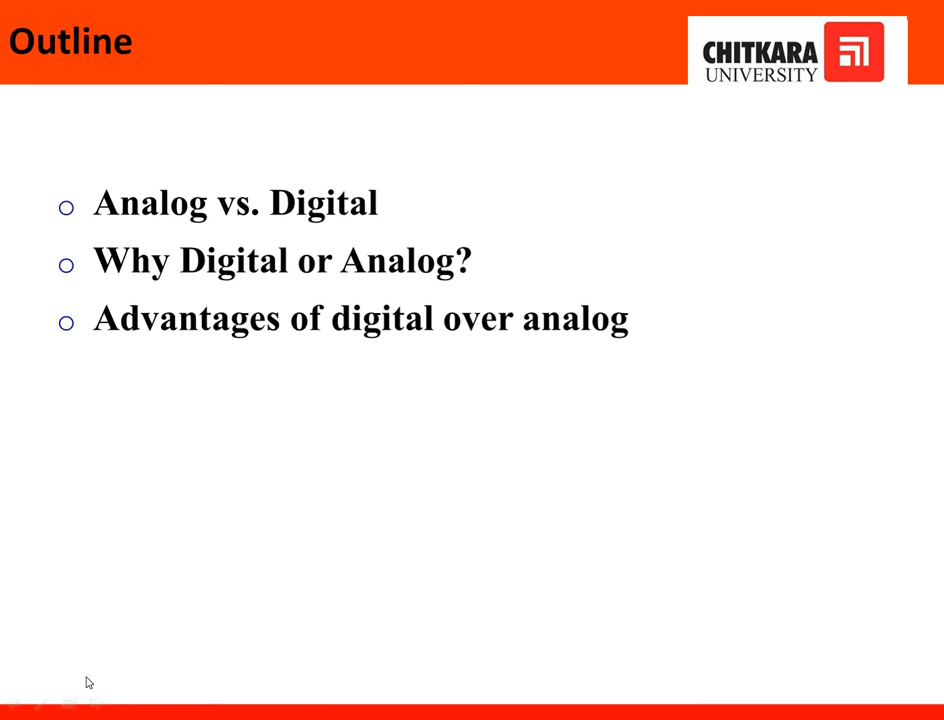 Outline
CHITKARA
UNIVERSITY
Analog vs. Digital
Why Digital or Analog?
Advantages of digital over analog